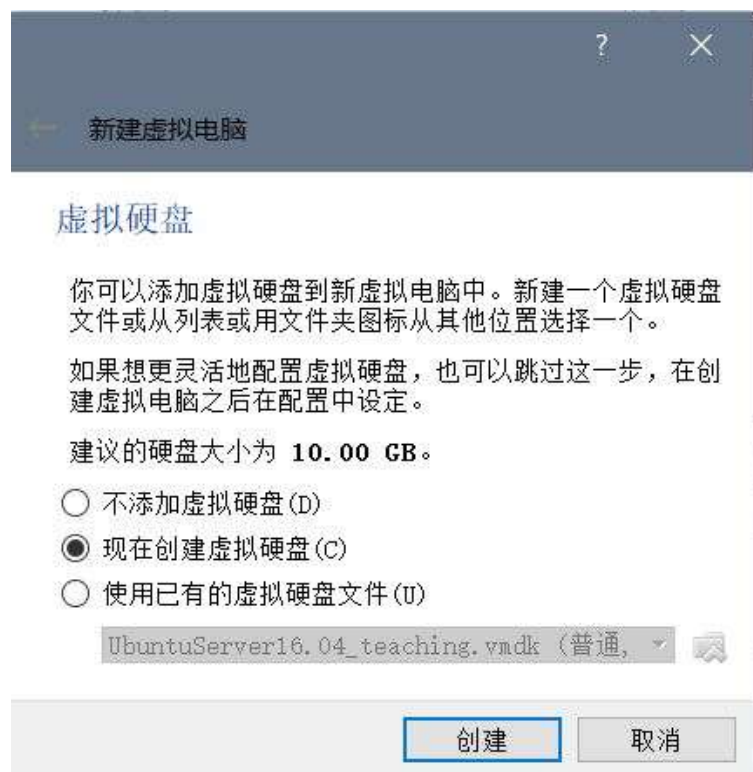 ?
新建虚拟电脑
虚拟硬盘
你可以添加虚拟硬盘到新虚拟电脑中。新建一个虚拟硬盘
文件或从列表或用文件夹图标从其他位置选择一个。
如果想更灵活地配置虚拟硬盘，也可以跳过这一步，在创
建虚拟电脑之后在配置中设定。
建议的硬盘大小为 10.00 GB。
不添加虚拟硬盘(D)
现在创建虚拟硬盘(C)
使用已有的虚拟硬盘文件(U)
UbuntuServer16.04_teaching.vmdk (普通,
创建
取消